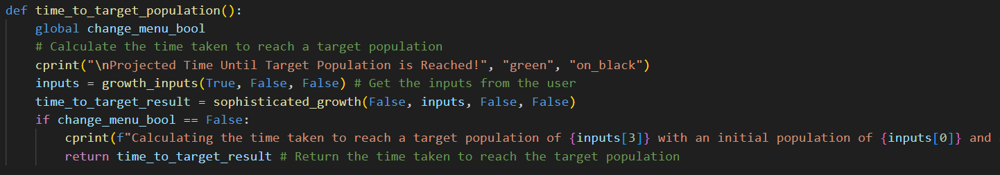 def time_to_target_population():
    global change_menu_bool
    # Calculate the time taken to reach a target population
    cprint("\nProjected Time Until Target Population is Reached!", "green", "on_black")
    inputs = growth_inputs(True, False, False) # Get the inputs from the user
    time_to_target_result = sophisticated_growth(False, inputs, False, False)
    if change_menu_bool == False:
        cprint(f"Calculating the time taken to reach a target population of {inputs[3]} with an initial population of {inputs[0]} and
        return time_to_target_result # Return the time taken to reach the target population